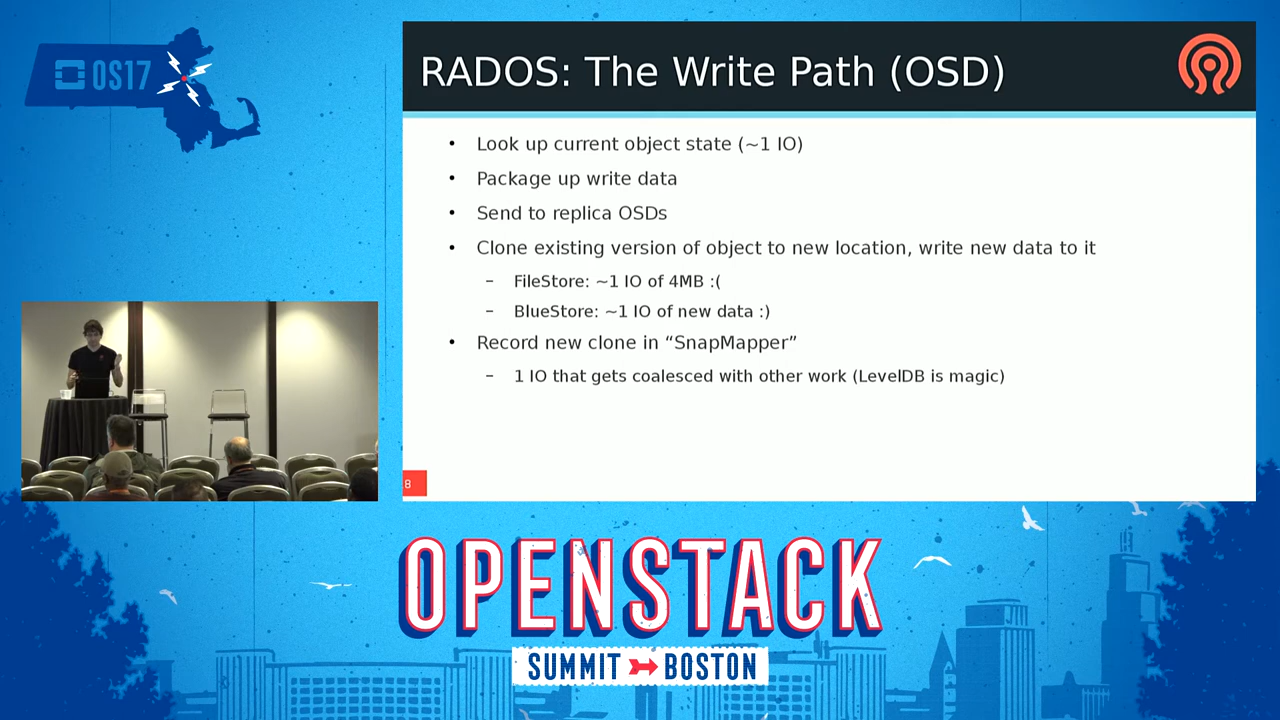 OS17
RADOS: The Write Path (OSD)
• Look up current object state (~1 IO)
• Package up write data
• Send to replica OSDs
• Clone existing version of object to new location, write new data to it
– FileStore: ~1 IO of 4MB :(
– BlueStore: ~1 IO of new data :)
• Record new clone in “SnapMapper”
– 1 IO that gets coalesced with other work (LevelDB is magic)
8
OPENSTACK
SUMMIT BOSTON